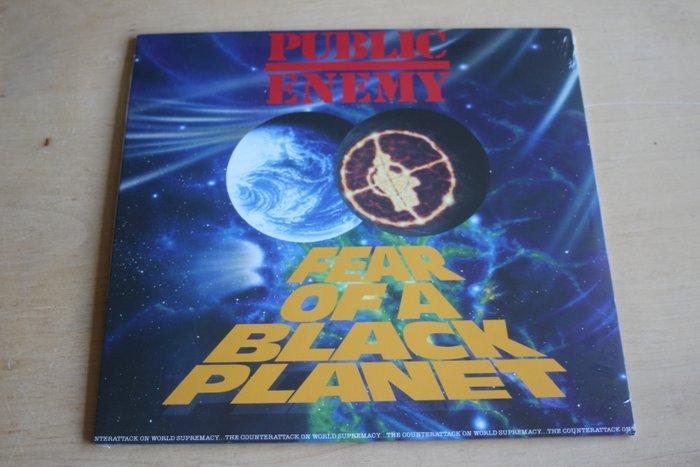 PUBLIC
ENEMY
FEAR
OF A
BLACK
PLANET
NTERATTACK ON WORLD SUPREMACY... THE COUNTERATTACK ON WORLD SUPREMACY... THE COUNTERATTACK ON WORLD SUPREMACY... THE COUNTERATTACK ON